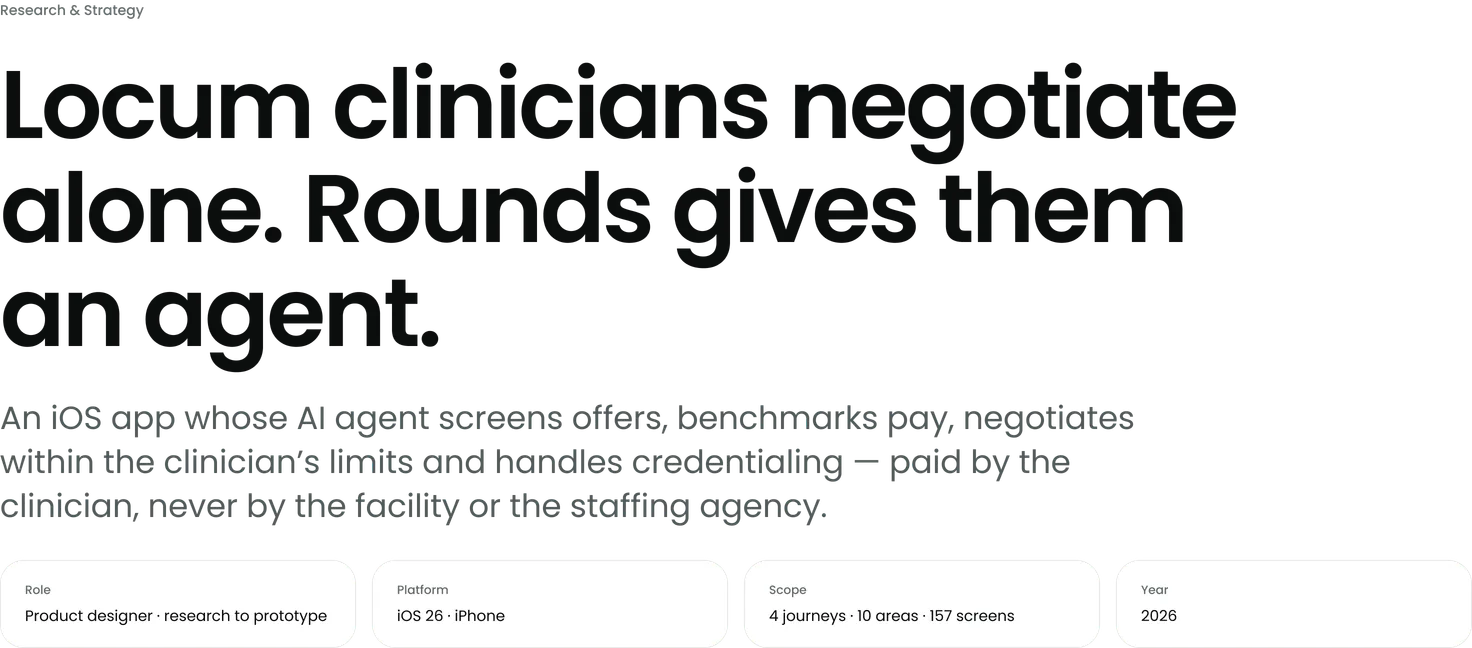 Research & Strategy
Locum clinicians negotiate
alone. Rounds gives them
an agent.
An iOS app whose AI agent screens offers, benchmarks pay, negotiates
within the clinician’s limits and handles credentialing — paid by the
clinician, never by the facility or the staffing agency.
Role
Product designer · research to prototype
Platform
iOS 26 · iPhone
Scope
4 journeys · 10 areas · 157 screens
Year
2026